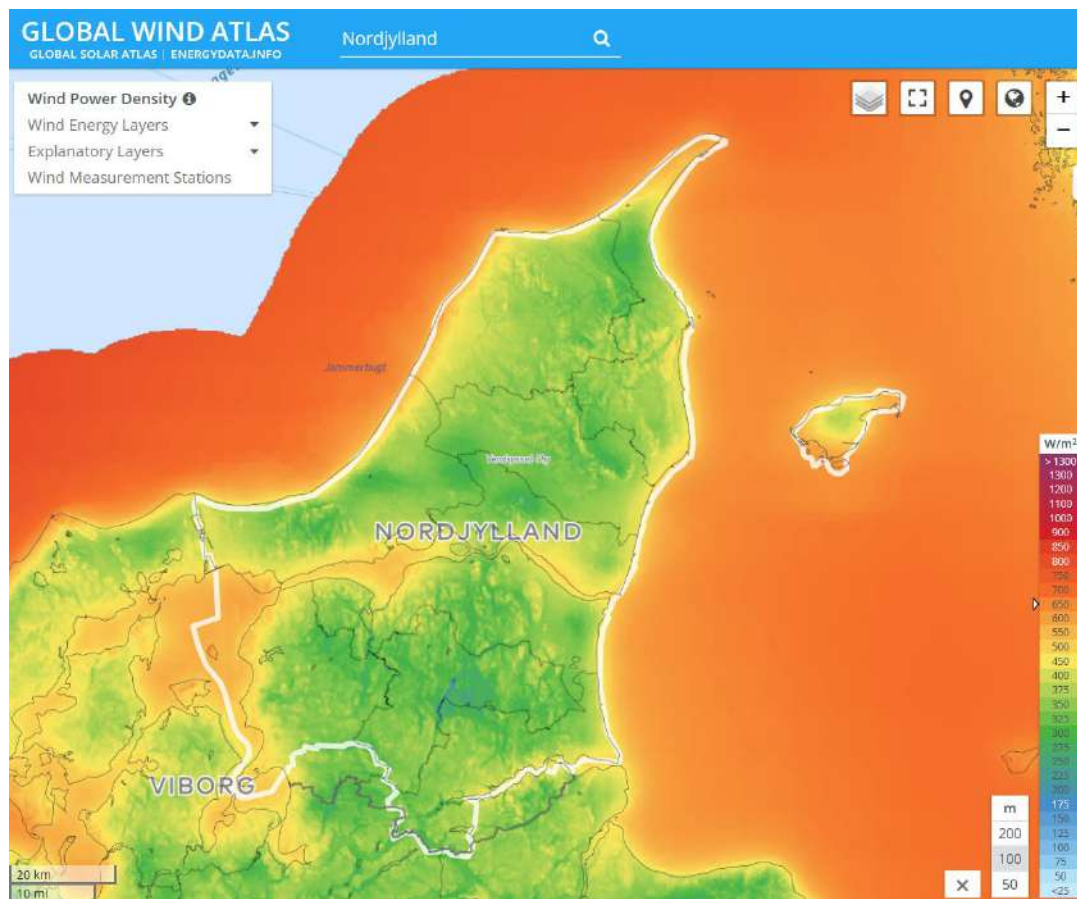 GLOBAL WIND ATLAS
GLOBAL SOLAR ATLAS | ENERGYDATA.INFO
Nordjylland
Wind Power Density
Wind Energy Layers
Explanatory Layers
Wind Measurement Stations
+
−
Jammerbugt
NORDJYLLAND
VIBORG
W/m²
> 1300
1300
1200
1100
1000
900
850
800
750
700
650
600
550
500
450
400
375
350
325
300
275
250
225
200
175
150
125
100
75
50
<25
m
200
100
50
20 km
10 mi